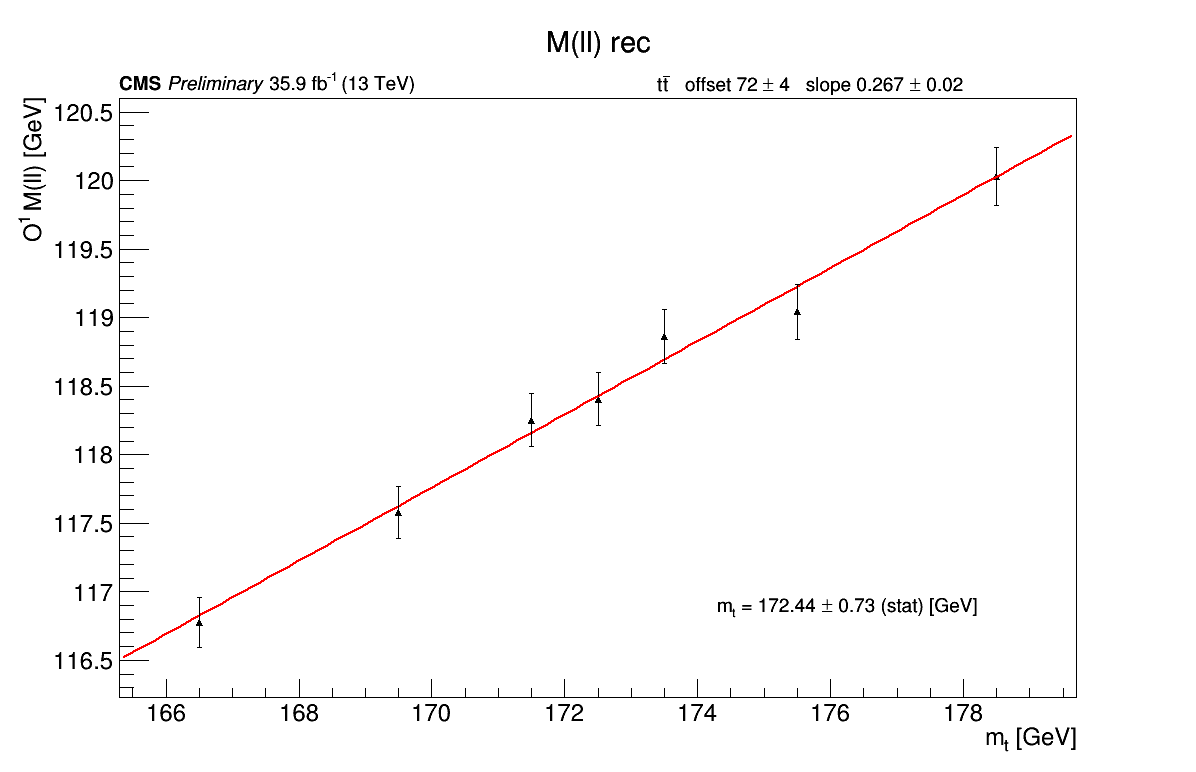 M(ll) rec
CMS Preliminary 35.9 fb⁻¹ (13 TeV) tt̄ offset 72 ± 4 slope 0.267 ± 0.02
O¹ M(ll) [GeV]
120.5
120
119.5
119
118.5
118
117.5
117
116.5
mₜ = 172.44 ± 0.73 (stat) [GeV]
166 168 170 172 174 176 178
mₜ [GeV]